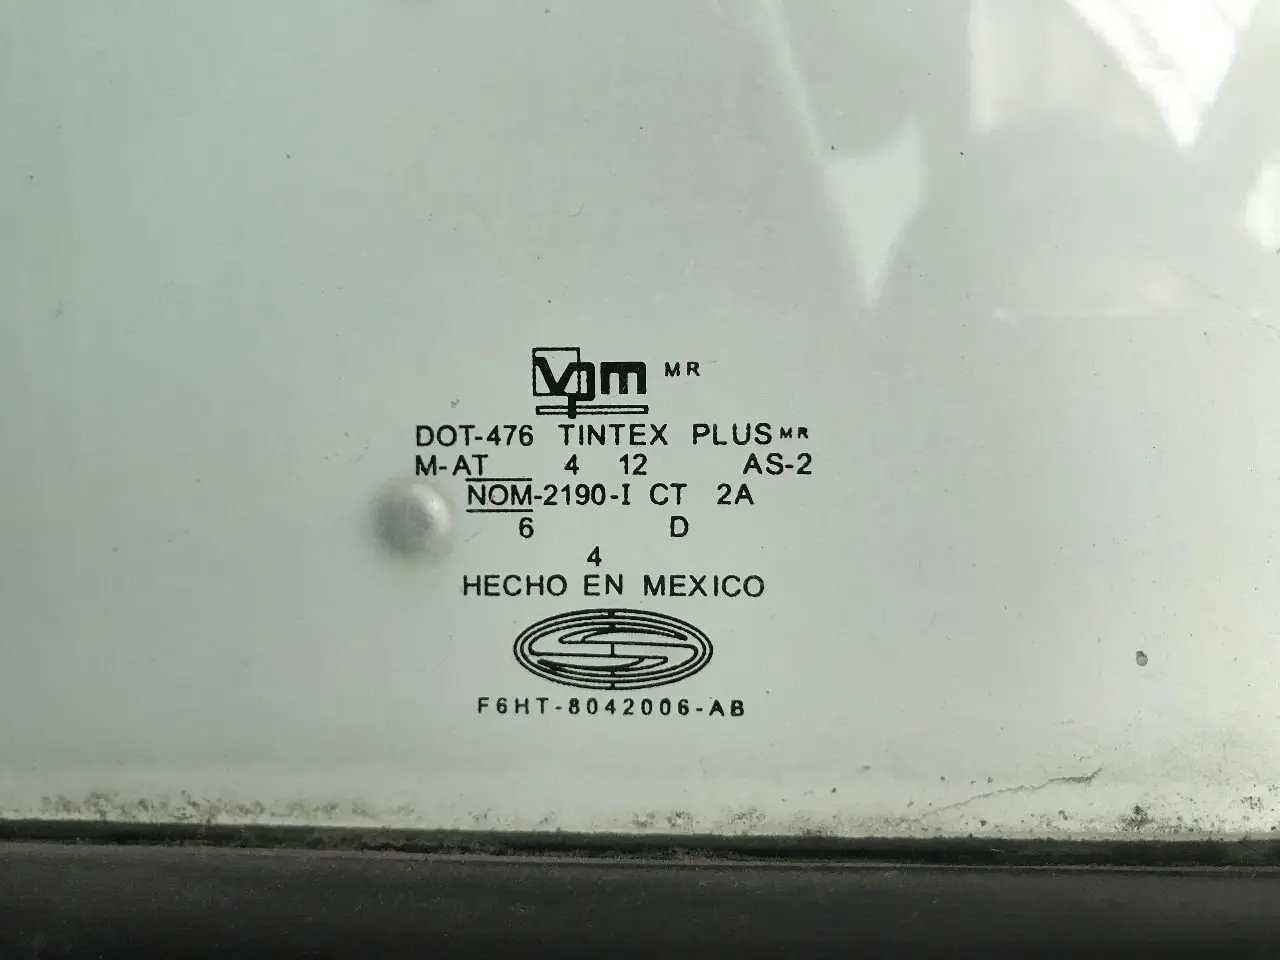 vpm MR
DOT-476 TINTEX PLUS MR
M-AT 4 12 AS-2
NOM-2190-I CT 2A
6 D
4
HECHO EN MEXICO
F6HT-8042006-AB